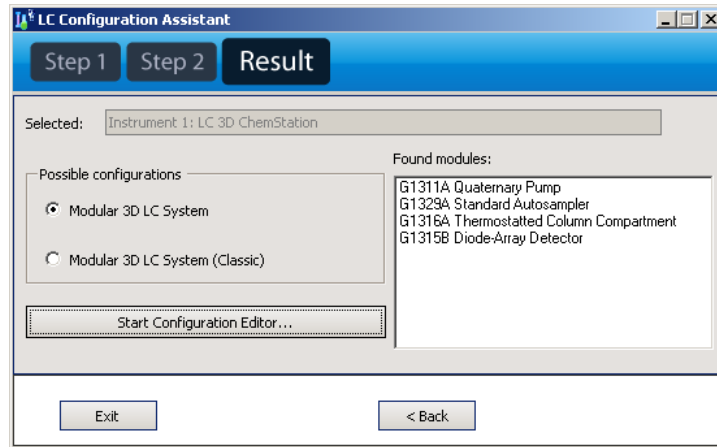 LC Configuration Assistant
Step 1 Step 2 Result
Selected: Instrument 1: LC 3D ChemStation
Possible configurations
Modular 3D LC System
Modular 3D LC System (Classic)
Start Configuration Editor...
Found modules:
G1311A Quaternary Pump
G1329A Standard Autosampler
G1316A Thermostatted Column Compartment
G1315B Diode-Array Detector
Exit
< Back